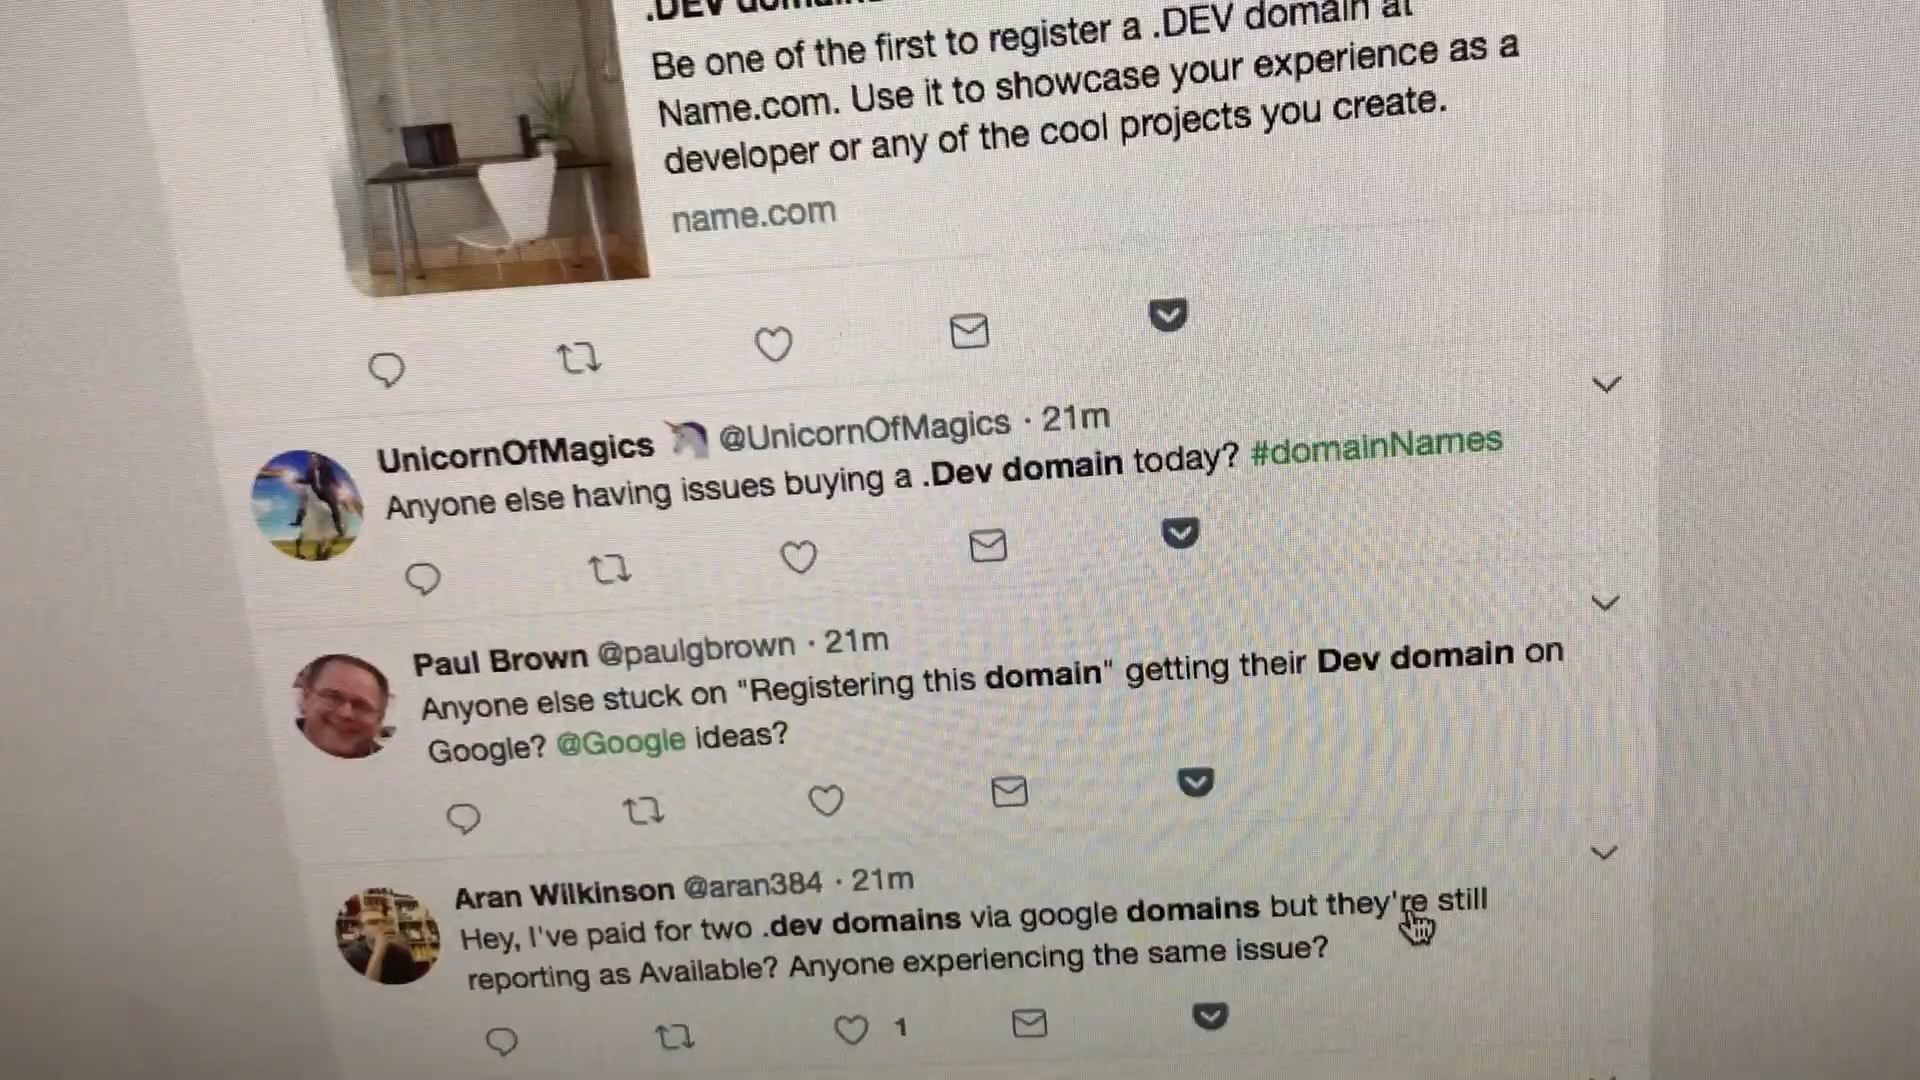 .DEV domains
Be one of the first to register a .DEV domain at
Name.com. Use it to showcase your experience as a
developer or any of the cool projects you create.
name.com
UnicornOfMagics @UnicornOfMagics · 21m
Anyone else having issues buying a .Dev domain today? #domainNames
Paul Brown @paulgbrown · 21m
Anyone else stuck on "Registering this domain" getting their Dev domain on
Google? @Google ideas?
Aran Wilkinson @aran384 · 21m
Hey, I've paid for two .dev domains via google domains but they're still
reporting as Available? Anyone experiencing the same issue?
1